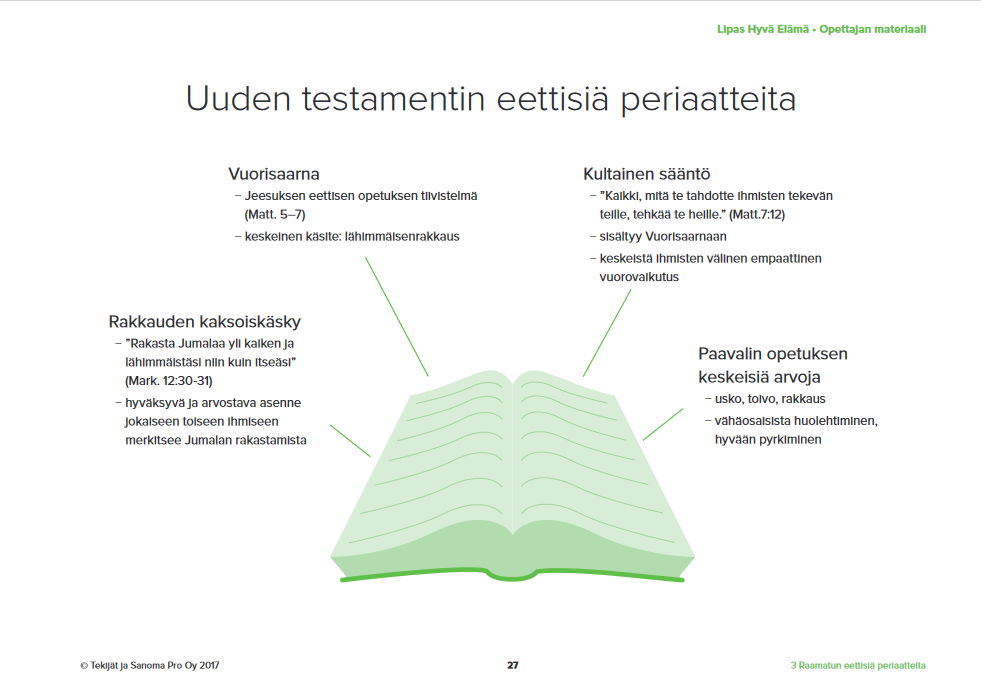 Lipas Hyvä Elämä • Opettajan materiaali
Uuden testamentin eettisiä periaatteita
Vuorisaarna
– Jeesuksen eettisen opetuksen tiivistelmä
(Matt. 5–7)
– keskeinen käsite: lähimmäisenrakkaus
Kultainen sääntö
– ”Kaikki, mitä te tahdotte ihmisten tekevän
teille, tehkää te heille.” (Matt.7:12)
– sisältyy Vuorisaarnaan
– keskeistä ihmisten välinen empaattinen
vuorovaikutus
Rakkauden kaksoiskäsky
– ”Rakasta Jumalaa yli kaiken ja
lähimmäistäsi niin kuin itseäsi”
(Mark. 12:30-31)
– hyväksyvä ja arvostava asenne
jokaiseen toiseen ihmiseen
merkitsee Jumalan rakastamista
Paavalin opetuksen
keskeisiä arvoja
– usko, toivo, rakkaus
– vähäosaisista huolehtiminen,
hyvään pyrkiminen
© Tekijät ja Sanoma Pro Oy 2017
27
3 Raamatun eettisiä periaatteita